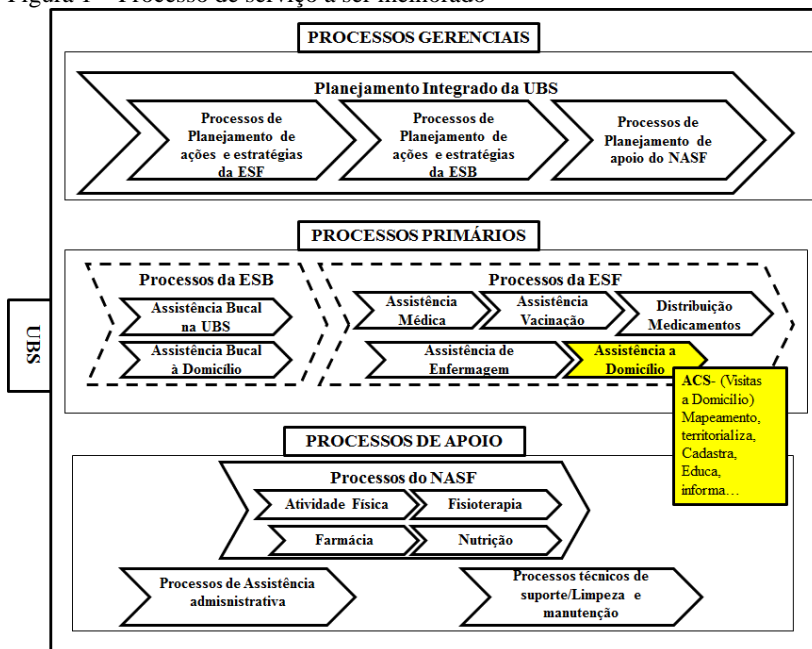 Figura 1 – Processo de serviço a ser melhorado
PROCESSOS GERENCIAIS
Planejamento Integrado da UBS
Processos de
Planejamento de
ações e estratégias
da ESF
Processos de
Planejamento de
ações e estratégias
da ESB
Processos de
Planejamento de
apoio do NASF
PROCESSOS PRIMÁRIOS
Processos da ESB
Assistência Bucal
na UBS
Assistência Bucal
à Domicílio
Processos da ESF
Assistência
Médica
Assistência
Vacinação
Distribuição
Medicamentos
Assistência de
Enfermagem
Assistência a
Domicílio
ACS- (Visitas
a Domicílio)
Mapeamento,
territorializa,
Cadastra,
Educa,
informa…
UBS
PROCESSOS DE APOIO
Processos do NASF
Atividade Física
Fisioterapia
Farmácia
Nutrição
Processos de Assistência
admisnistrativa
Processos técnicos de
suporte/Limpeza e
manutenção